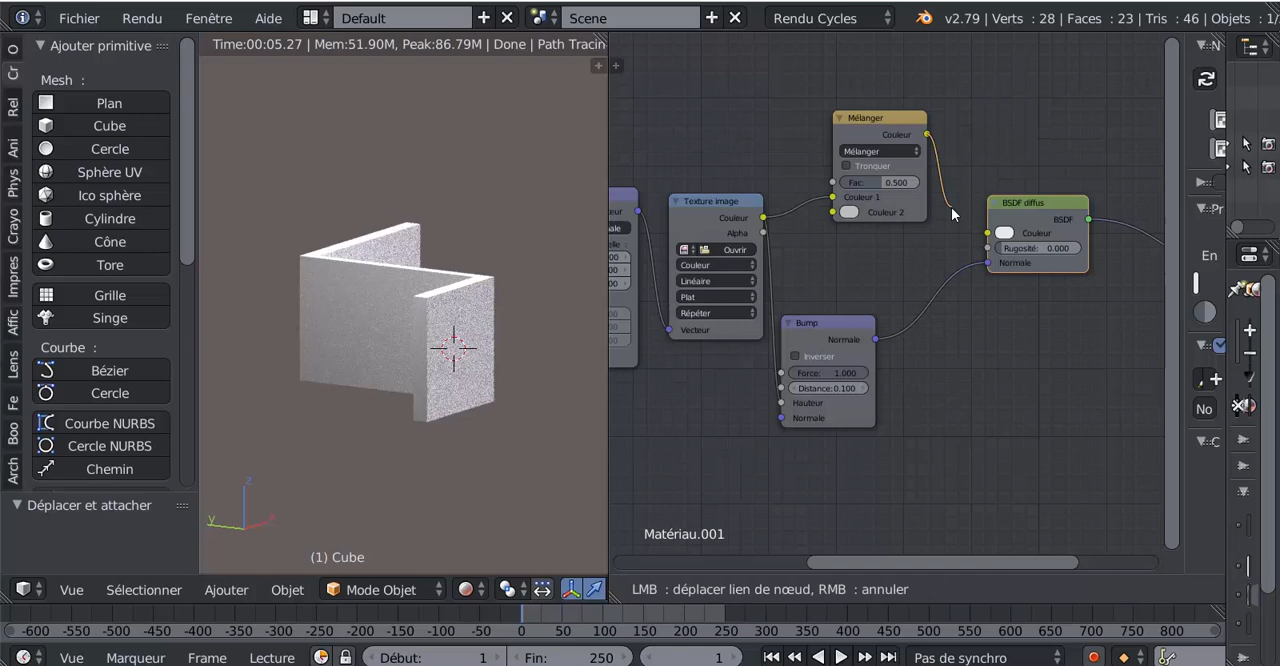 Fichier Rendu Fenêtre Aide Default Scene Rendu Cycles v2.79 | Verts : 28 | Faces : 23 | Tris : 46 | Objets : 1/
Ajouter primitive
Mesh :
Plan
Cube
Cercle
Sphère UV
Ico sphère
Cylindre
Cône
Tore
Grille
Singe
Courbe :
Bézier
Cercle
Courbe NURBS
Cercle NURBS
Chemin
Déplacer et attacher
O
Cr
Rel
Ani
Phys
Crayo
Impres
Affic
Lens
Fe
Boo
Arch
Time:00:05.27 | Mem:51.90M, Peak:86.79M | Done | Path Tracin
z
y
x
(1) Cube
Texture image
Couleur
Alpha
Ouvrir
Couleur
Linéaire
Plat
Répéter
Vecteur
Mélanger
Couleur
Mélanger
Tronquer
Fac: 0.500
Couleur 1
Couleur 2
Bump
Normale
Inverser
Force: 1.000
Distance: 0.100
Hauteur
Normale
BSDF diffus
BSDF
Couleur
Rugosité: 0.000
Normale
Matériau.001
N
Pr
En
No
C
Vue Sélectionner Ajouter Objet Mode Objet
LMB : déplacer lien de nœud, RMB : annuler
-600 -550 -500 -450 -400 -350 -300 -250 -200 -150 -100 -50 0 50 100 150 200 250 300 350 400 450 500 550 600 650 700 750 800
Vue Marqueur Frame Lecture Début: 1 Fin: 250 1 Pas de synchro